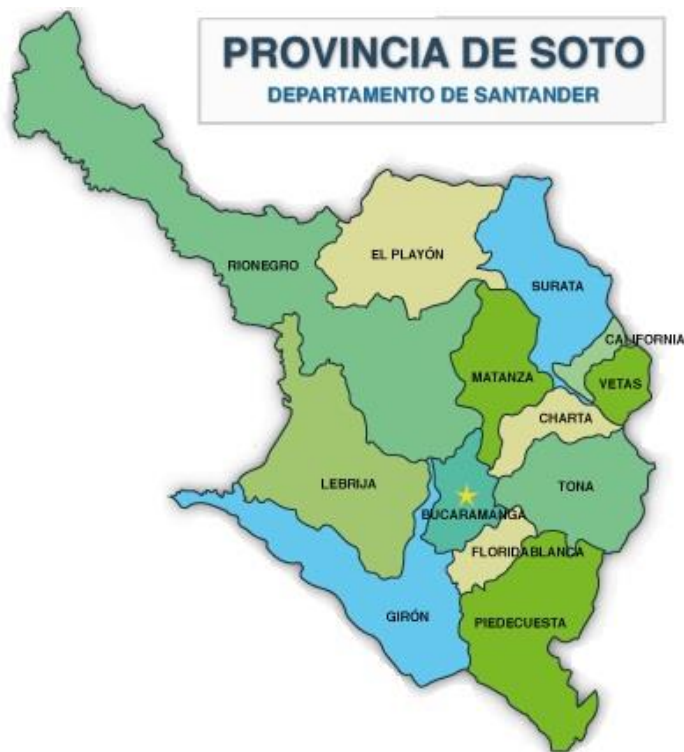 PROVINCIA DE SOTO
DEPARTAMENTO DE SANTANDER
EL PLAYÓN
RIONEGRO
SURATA
CALIFORNIA
MATANZA
VETAS
CHARTA
LEBRIJA
TONA
BUCARAMANGA
FLORIDABLANCA
GIRÓN
PIEDECUESTA